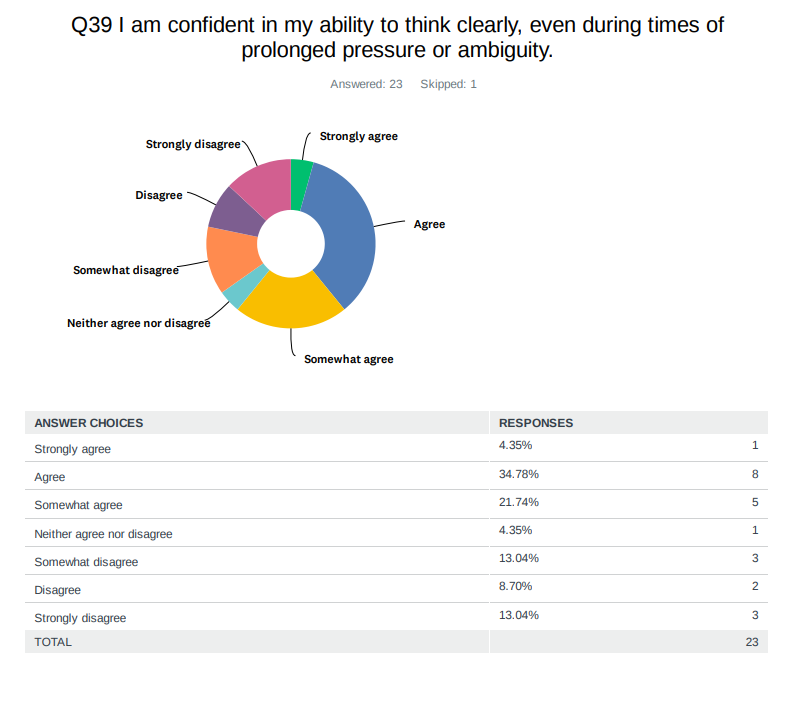 Q39 I am confident in my ability to think clearly, even during times of
prolonged pressure or ambiguity.
Answered: 23 Skipped: 1
Strongly agree
Strongly disagree
Disagree
Agree
Somewhat disagree
Neither agree nor disagree
Somewhat agree
ANSWER CHOICES RESPONSES
Strongly agree 4.35% 1
Agree 34.78% 8
Somewhat agree 21.74% 5
Neither agree nor disagree 4.35% 1
Somewhat disagree 13.04% 3
Disagree 8.70% 2
Strongly disagree 13.04% 3
TOTAL 23